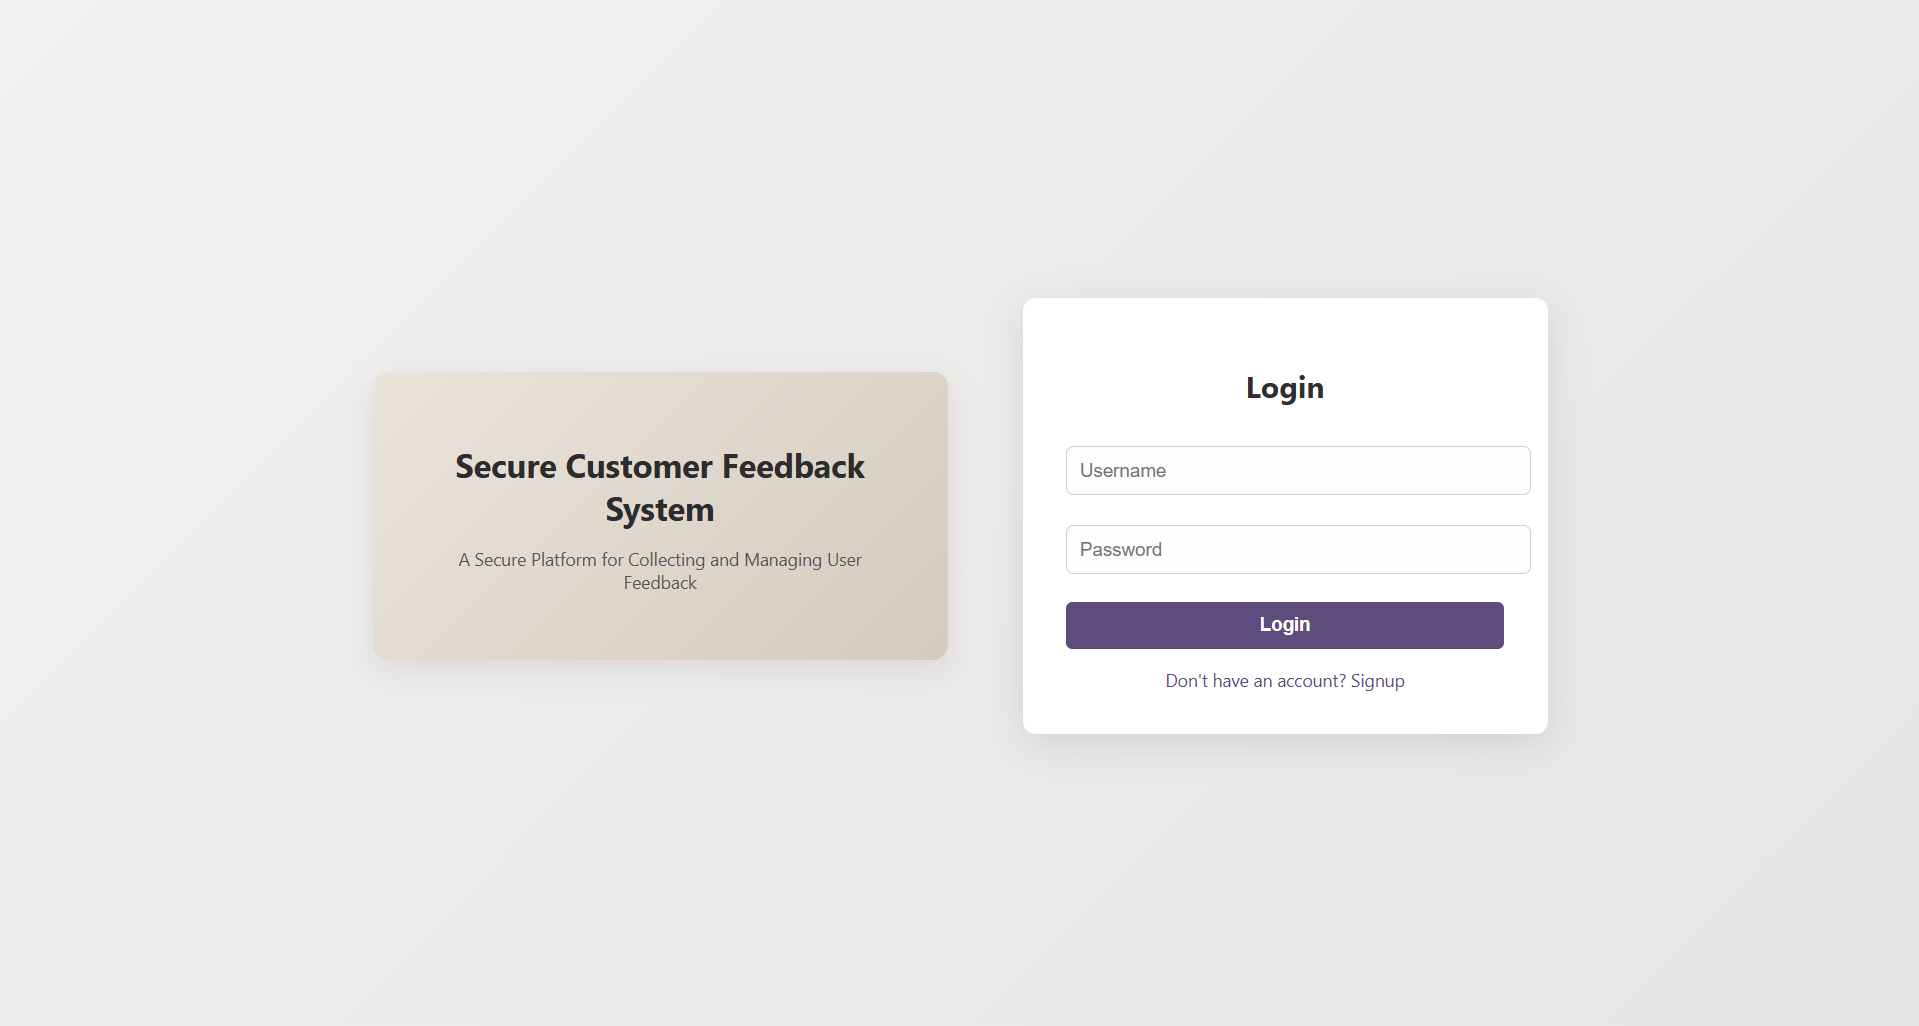 Secure Customer Feedback
System
A Secure Platform for Collecting and Managing User
Feedback
Login
Username
Password
Login
Don't have an account? Signup